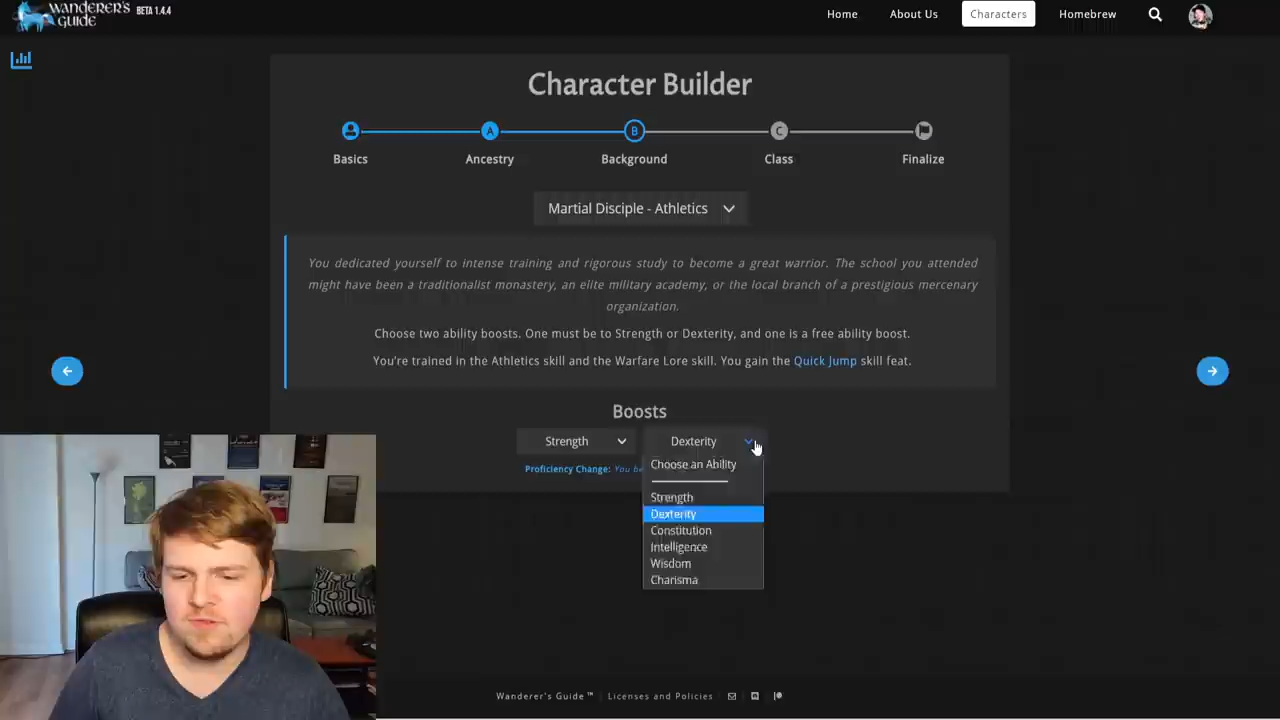 WANDERER'S
GUIDE
BETA 1.4.4
Home
About Us
Characters
Homebrew
Character Builder
A
B
C
Basics
Ancestry
Background
Class
Finalize
Martial Disciple - Athletics
You dedicated yourself to intense training and rigorous study to become a great warrior. The school you attended
might have been a traditionalist monastery, an elite military academy, or the local branch of a prestigious mercenary
organization.
Choose two ability boosts. One must be to Strength or Dexterity, and one is a free ability boost.
You're trained in the Athletics skill and the Warfare Lore skill. You gain the Quick Jump skill feat.
Boosts
Strength
Dexterity
Proficiency Change: You be
Choose an Ability
Strength
Dexterity
Constitution
Intelligence
Wisdom
Charisma
Wanderer's Guide ™ | Licenses and Policies